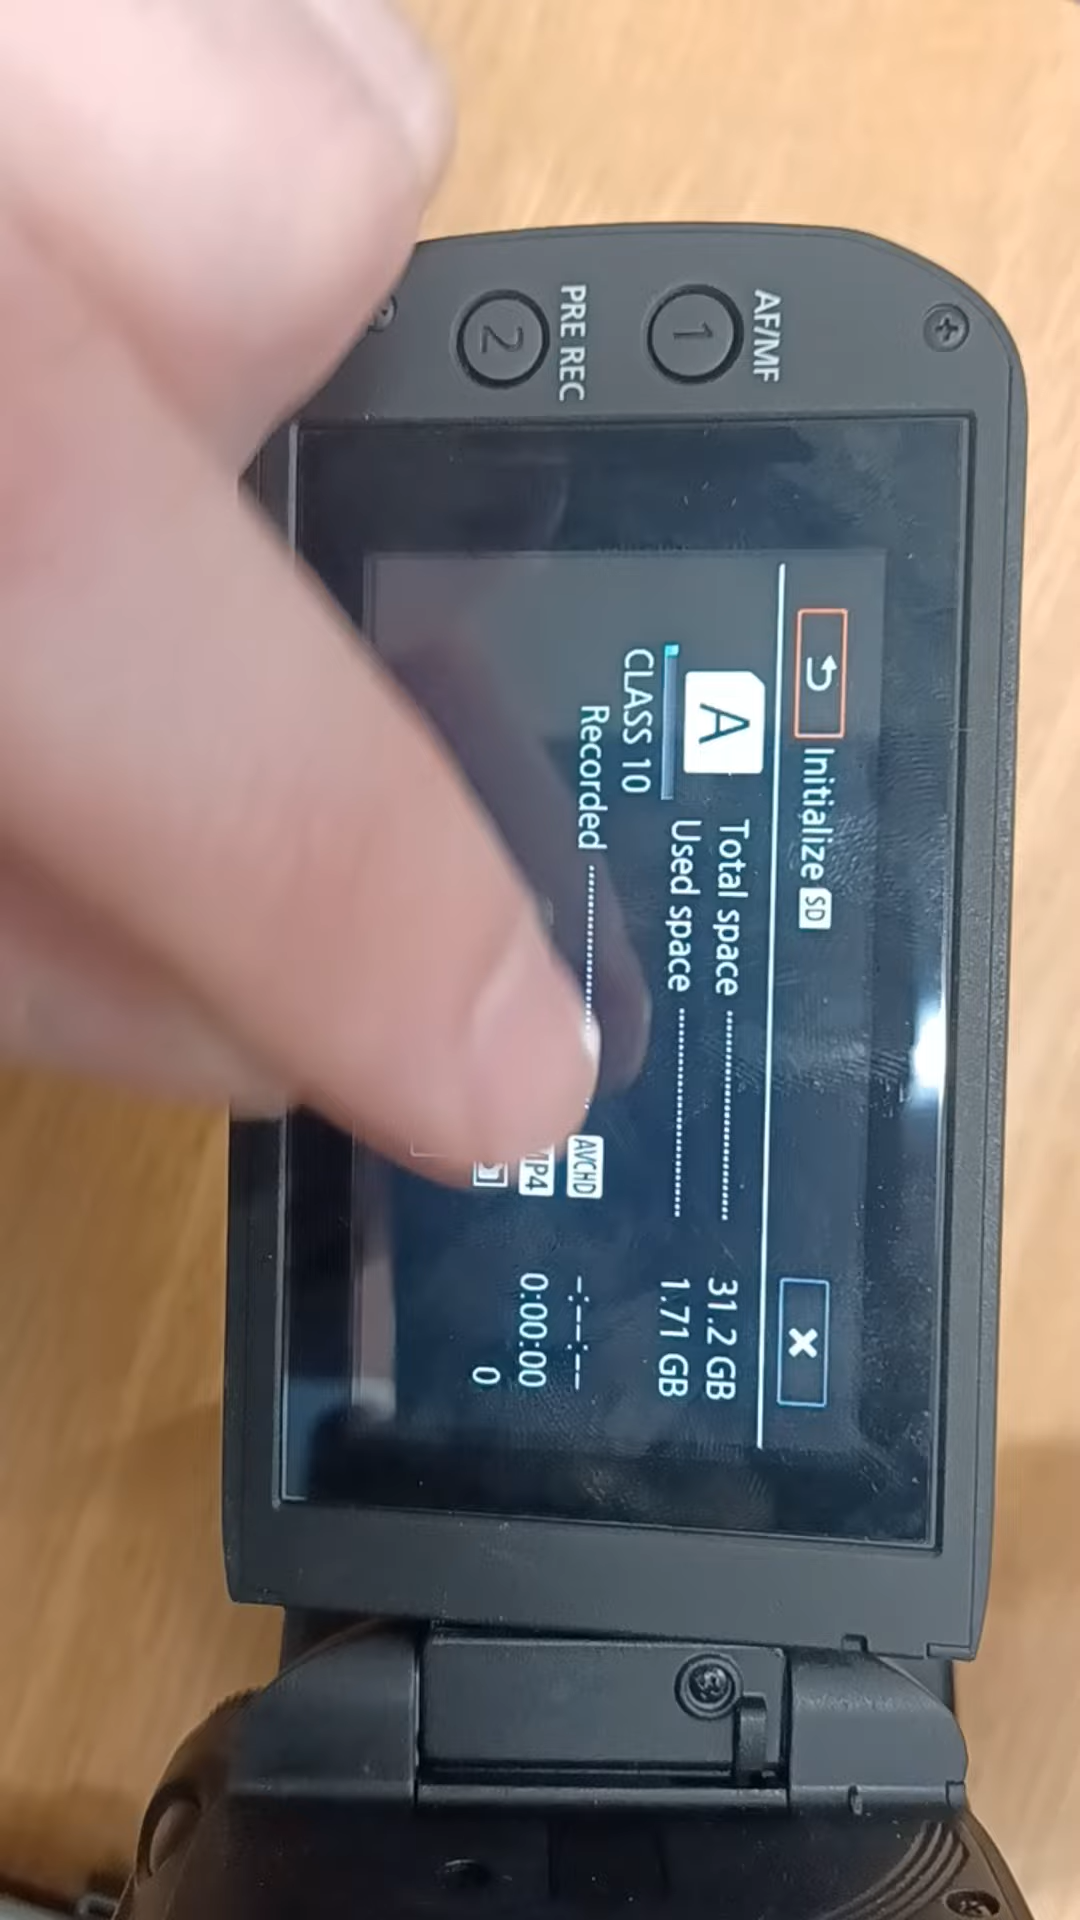 AF/MF
1
PRE REC
2
Initialize SD
A
Total space 31.2 GB
Used space 1.71 GB
CLASS 10
Recorded AVCHD -:--:--
0:00:00
0